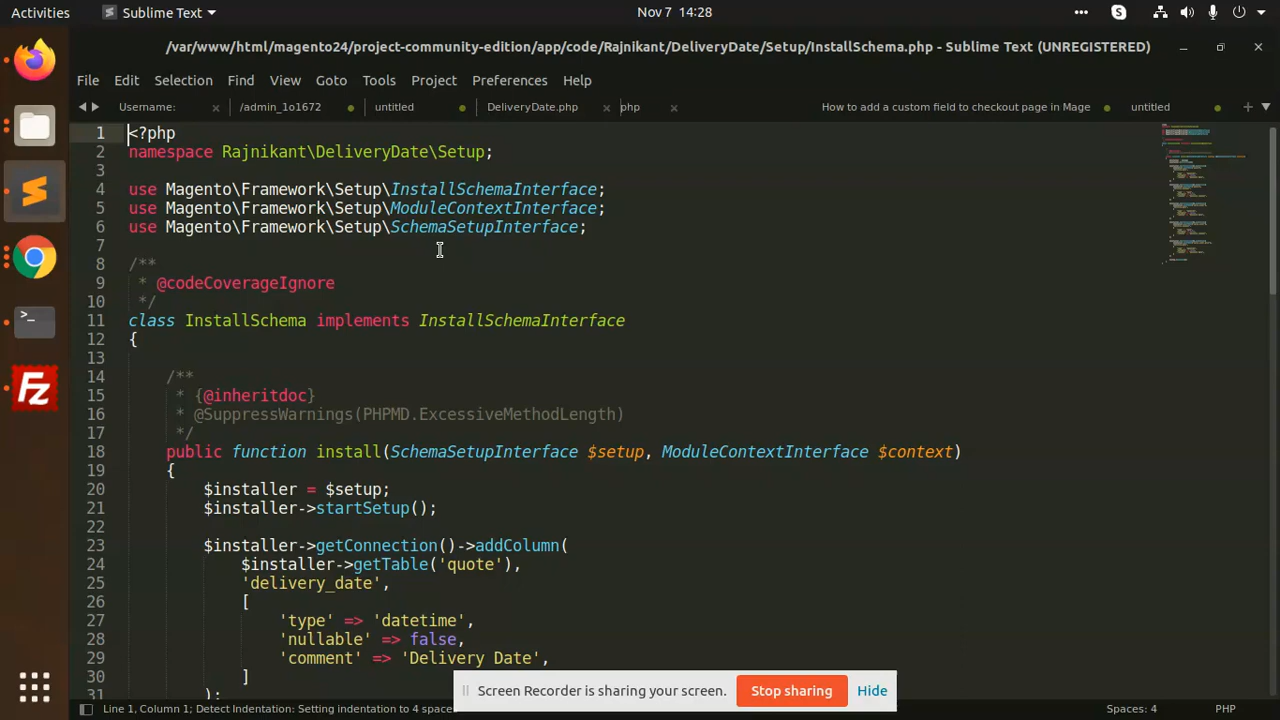 Activities
Sublime Text
Nov 7 14:28
/var/www/html/magento24/project-community-edition/app/code/Rajnikant/DeliveryDate/Setup/InstallSchema.php - Sublime Text (UNREGISTERED)
File Edit Selection Find View Goto Tools Project Preferences Help
Username: /admin_1o1672 untitled DeliveryDate.php php How to add a custom field to checkout page in Mage untitled
1 <?php
2 namespace Rajnikant\DeliveryDate\Setup;
3
4 use Magento\Framework\Setup\InstallSchemaInterface;
5 use Magento\Framework\Setup\ModuleContextInterface;
6 use Magento\Framework\Setup\SchemaSetupInterface;
7
8 /**
9 * @codeCoverageIgnore
10 */
11 class InstallSchema implements InstallSchemaInterface
12 {
13
14 /**
15 * {@inheritdoc}
16 * @SuppressWarnings(PHPMD.ExcessiveMethodLength)
17 */
18 public function install(SchemaSetupInterface $setup, ModuleContextInterface $context)
19 {
20 $installer = $setup;
21 $installer->startSetup();
22
23 $installer->getConnection()->addColumn(
24 $installer->getTable('quote'),
25 'delivery_date',
26 [
27 'type' => 'datetime',
28 'nullable' => false,
29 'comment' => 'Delivery Date',
30 ]
31 );
Screen Recorder is sharing your screen. Stop sharing Hide
Line 1, Column 1; Detect Indentation: Setting indentation to 4 space
Spaces: 4
PHP